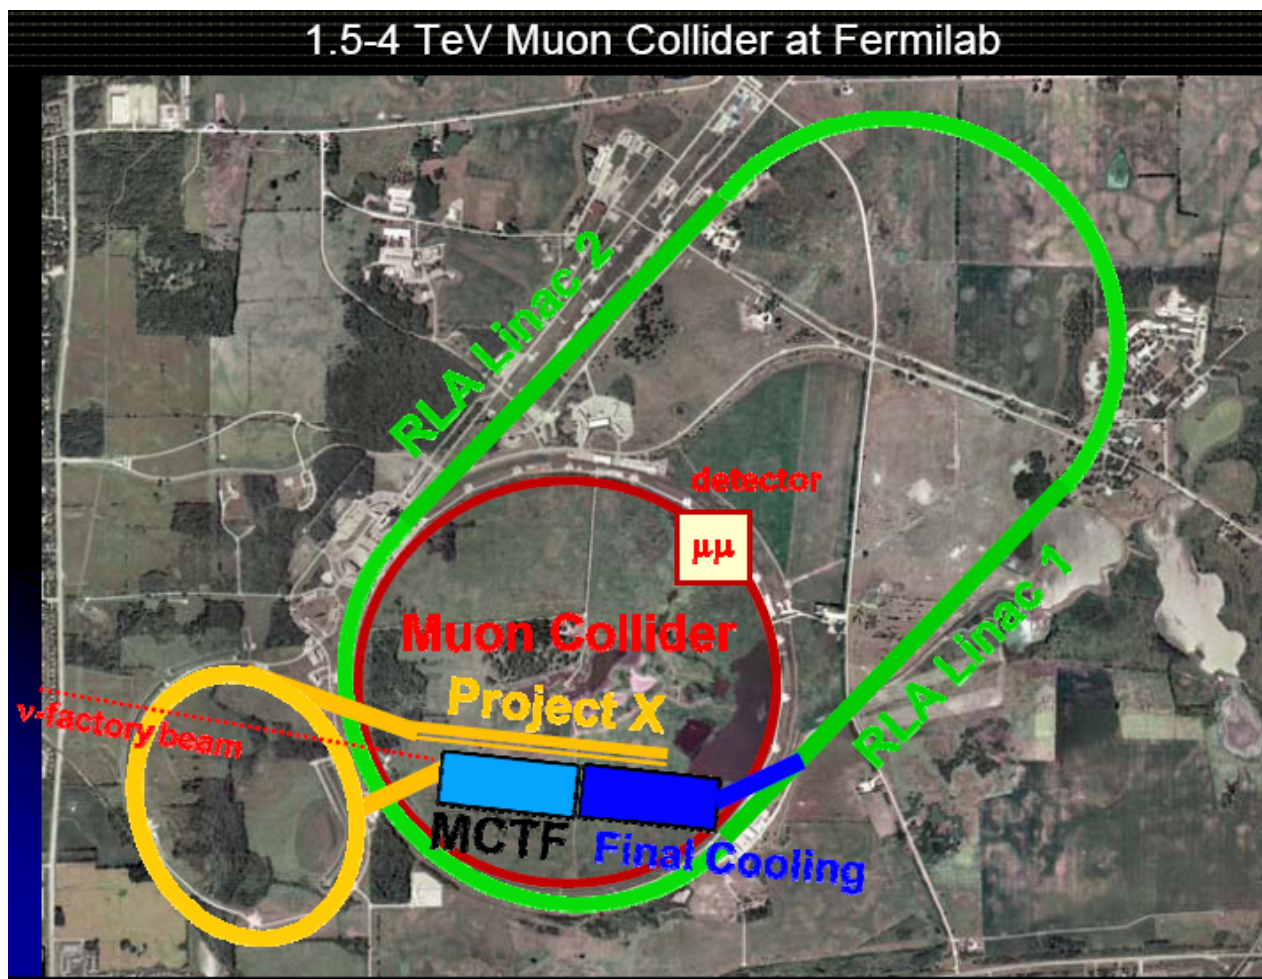 1.5-4 TeV Muon Collider at Fermilab
RLA Linac 2
detector
μμ
Muon Collider
Project X
RLA Linac 1
ν-factory beam
MCTF
Final Cooling